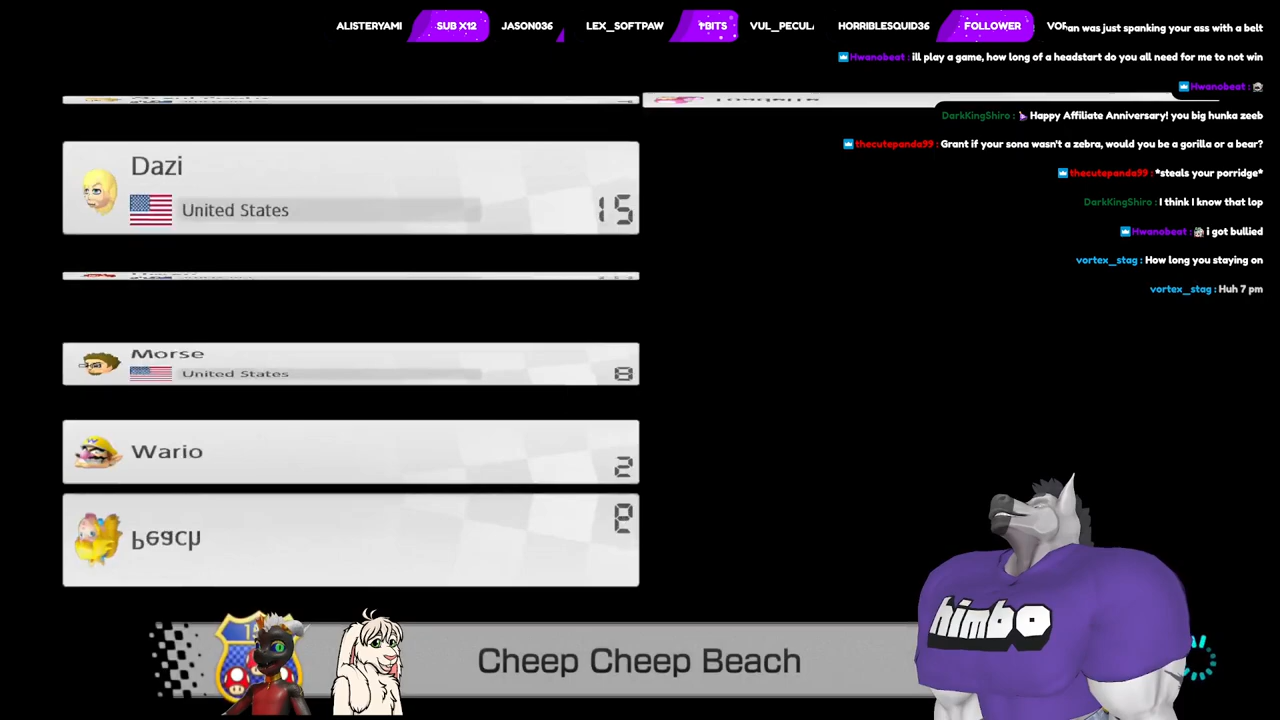 ALISTERYAMI SUB X12 JASON036 LEX_SOFTPAW BITS VUL_PECUL HORRIBLESQUID36 FOLLOWER
an was just spanking your ass with a belt
Hwanobeat : ill play a game, how long of a headstart do you all need for me to not win
Hwanobeat :
DarkKingShiro : Happy Affiliate Anniversary! you big hunka zeeb
thecutepanda99 : Grant if your sona wasn't a zebra, would you be a gorilla or a bear?
thecutepanda99 : *steals your porridge*
DarkKingShiro : I think I know that lop
Hwanobeat : i got bullied
vortex_stag : How long you staying on
vortex_stag : Huh 7 pm
Dazi
United States 15
Morse
United States 8
Wario
2
Peach
himbo
Cheep Cheep Beach